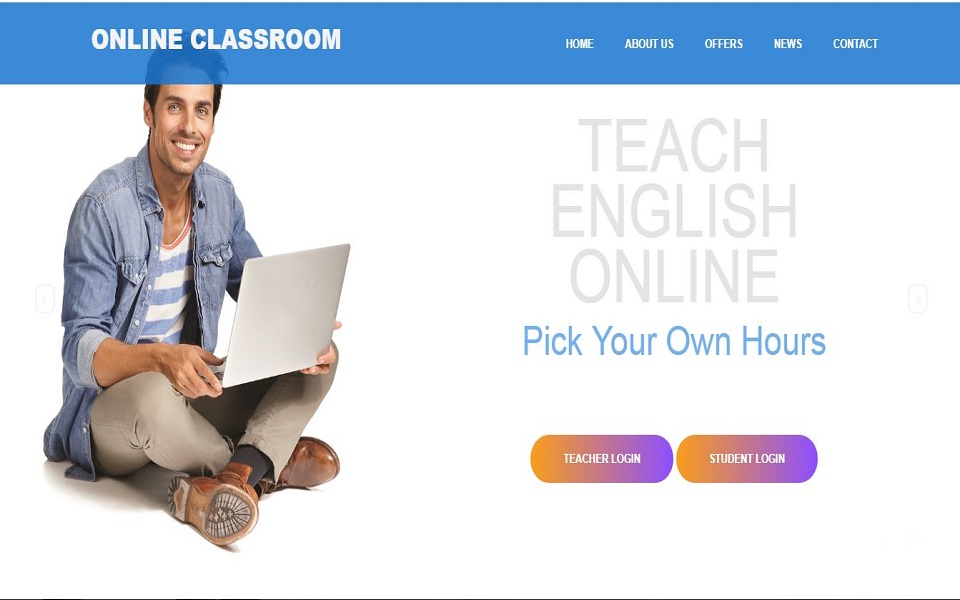 ONLINE CLASSROOM
HOME ABOUT US OFFERS NEWS CONTACT
TEACH
ENGLISH
ONLINE
Pick Your Own Hours
TEACHER LOGIN STUDENT LOGIN